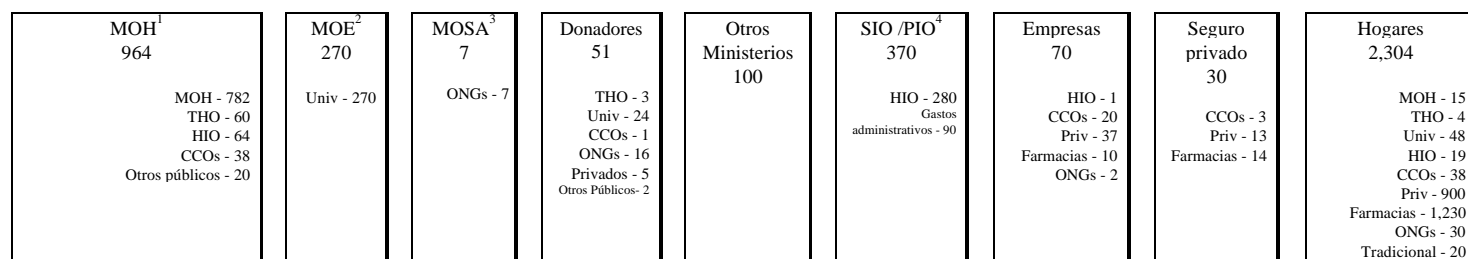 MOH1
964
MOH - 782
THO - 60
HIO - 64
CCOs - 38
Otros públicos - 20
MOE2
270
Univ - 270
MOSA3
7
ONGs - 7
Donadores
51
THO - 3
Univ - 24
CCOs - 1
ONGs - 16
Privados - 5
Otros Públicos- 2
Otros
Ministerios
100
SIO /PIO4
370
HIO - 280
Gastos
administrativos - 90
Empresas
70
HIO - 1
CCOs - 20
Priv - 37
Farmacias - 10
ONGs - 2
Seguro
privado
30
CCOs - 3
Priv - 13
Farmacias - 14
Hogares
2,304
MOH - 15
THO - 4
Univ - 48
HIO - 19
CCOs - 38
Priv - 900
Farmacias - 1,230
ONGs - 30
Tradicional - 20